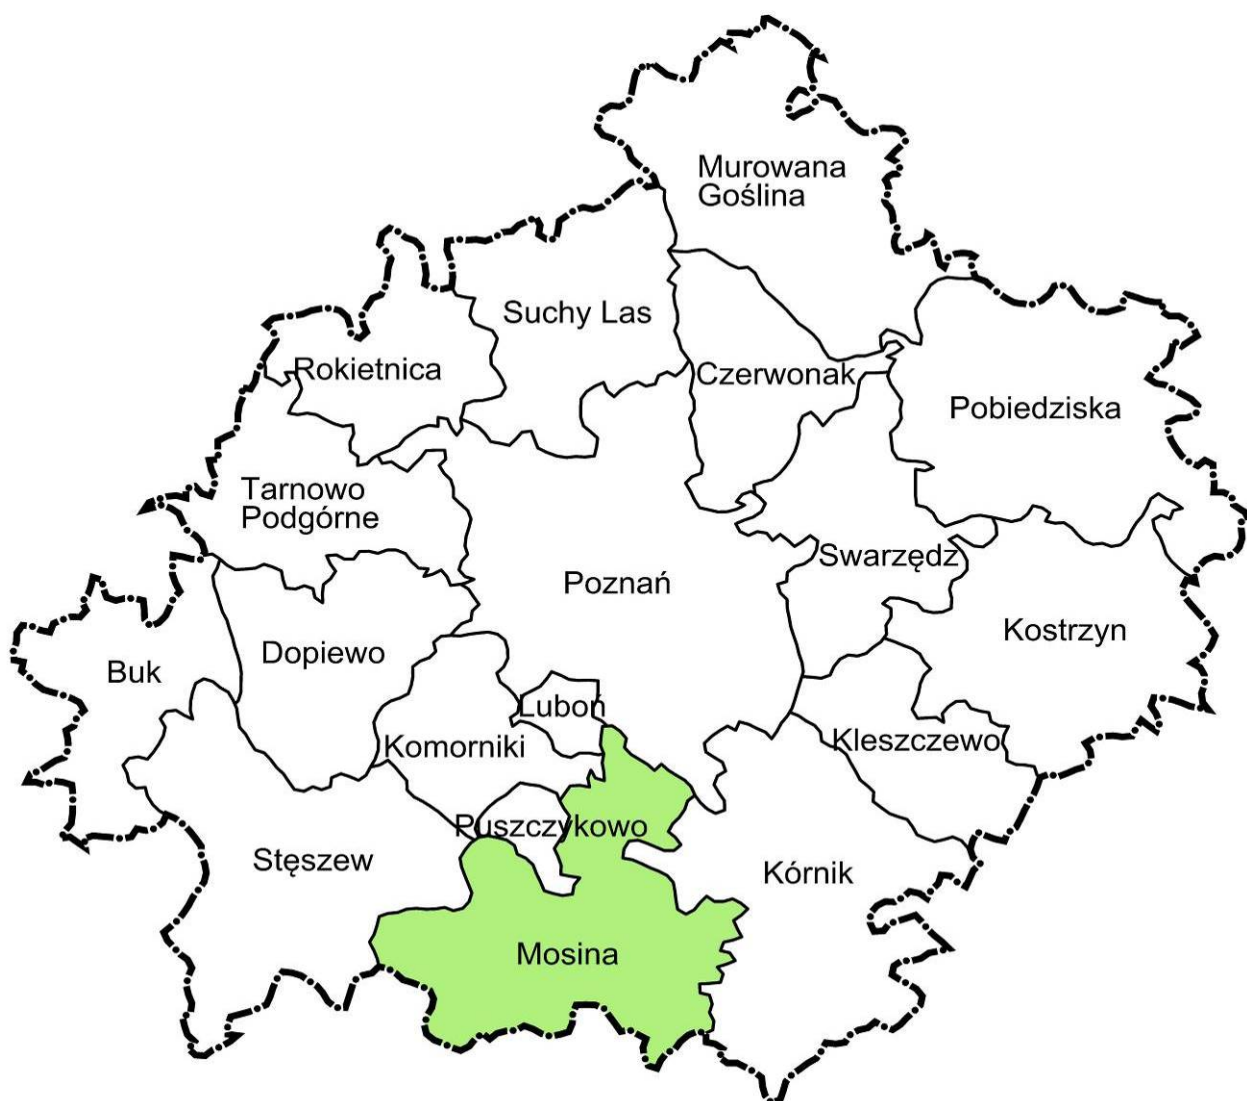 Murowana
Goślina
Suchy Las
Rokietnica
Czerwonak
Pobiedziska
Tarnowo
Podgórne
Swarzędz
Poznań
Kostrzyn
Dopiewo
Buk
Luboń
Komorniki
Kleszczewo
Puszczykowo
Stęszew
Kórnik
Mosina